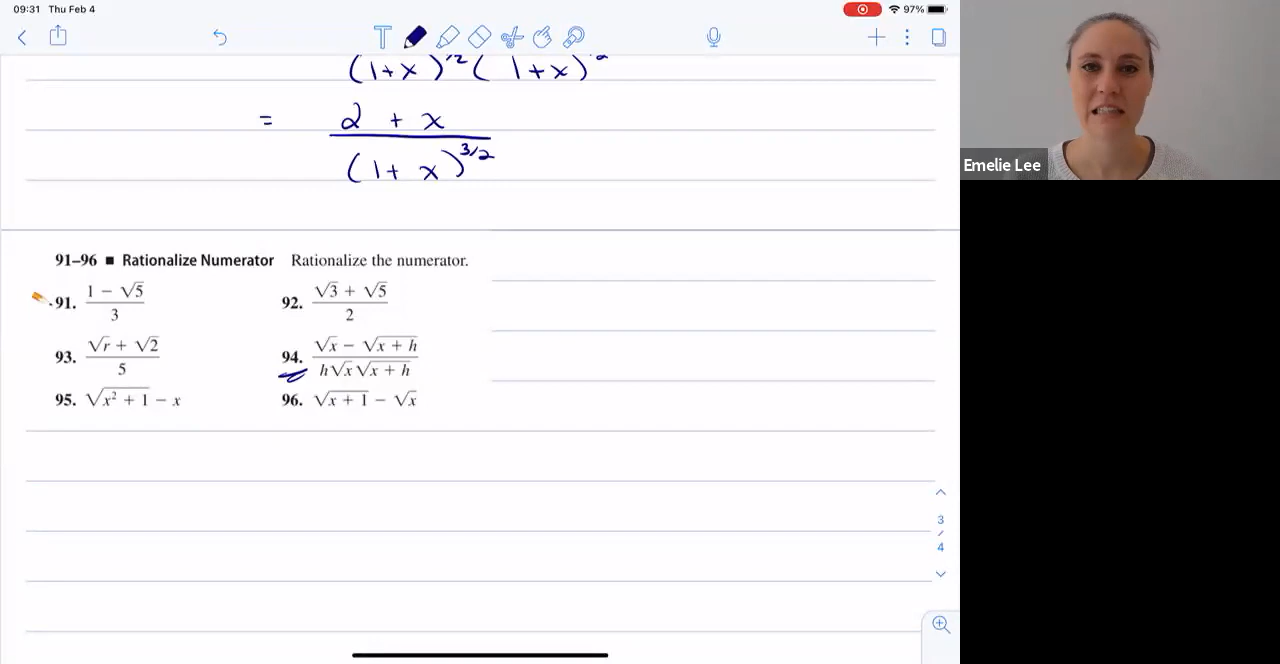 09:31 Thu Feb 4
97%
T
(1+x)^1/2 ( 1+x)
= 2 + x
(1+ x)^3/2
91–96 ■ Rationalize Numerator Rationalize the numerator.
91. 1 − √5 / 3
92. √3 + √5 / 2
93. √r + √2 / 5
94. √x − √x + h / h√x√x + h
95. √x² + 1 − x
96. √x + 1 − √x
3
/
4
Emelie Lee